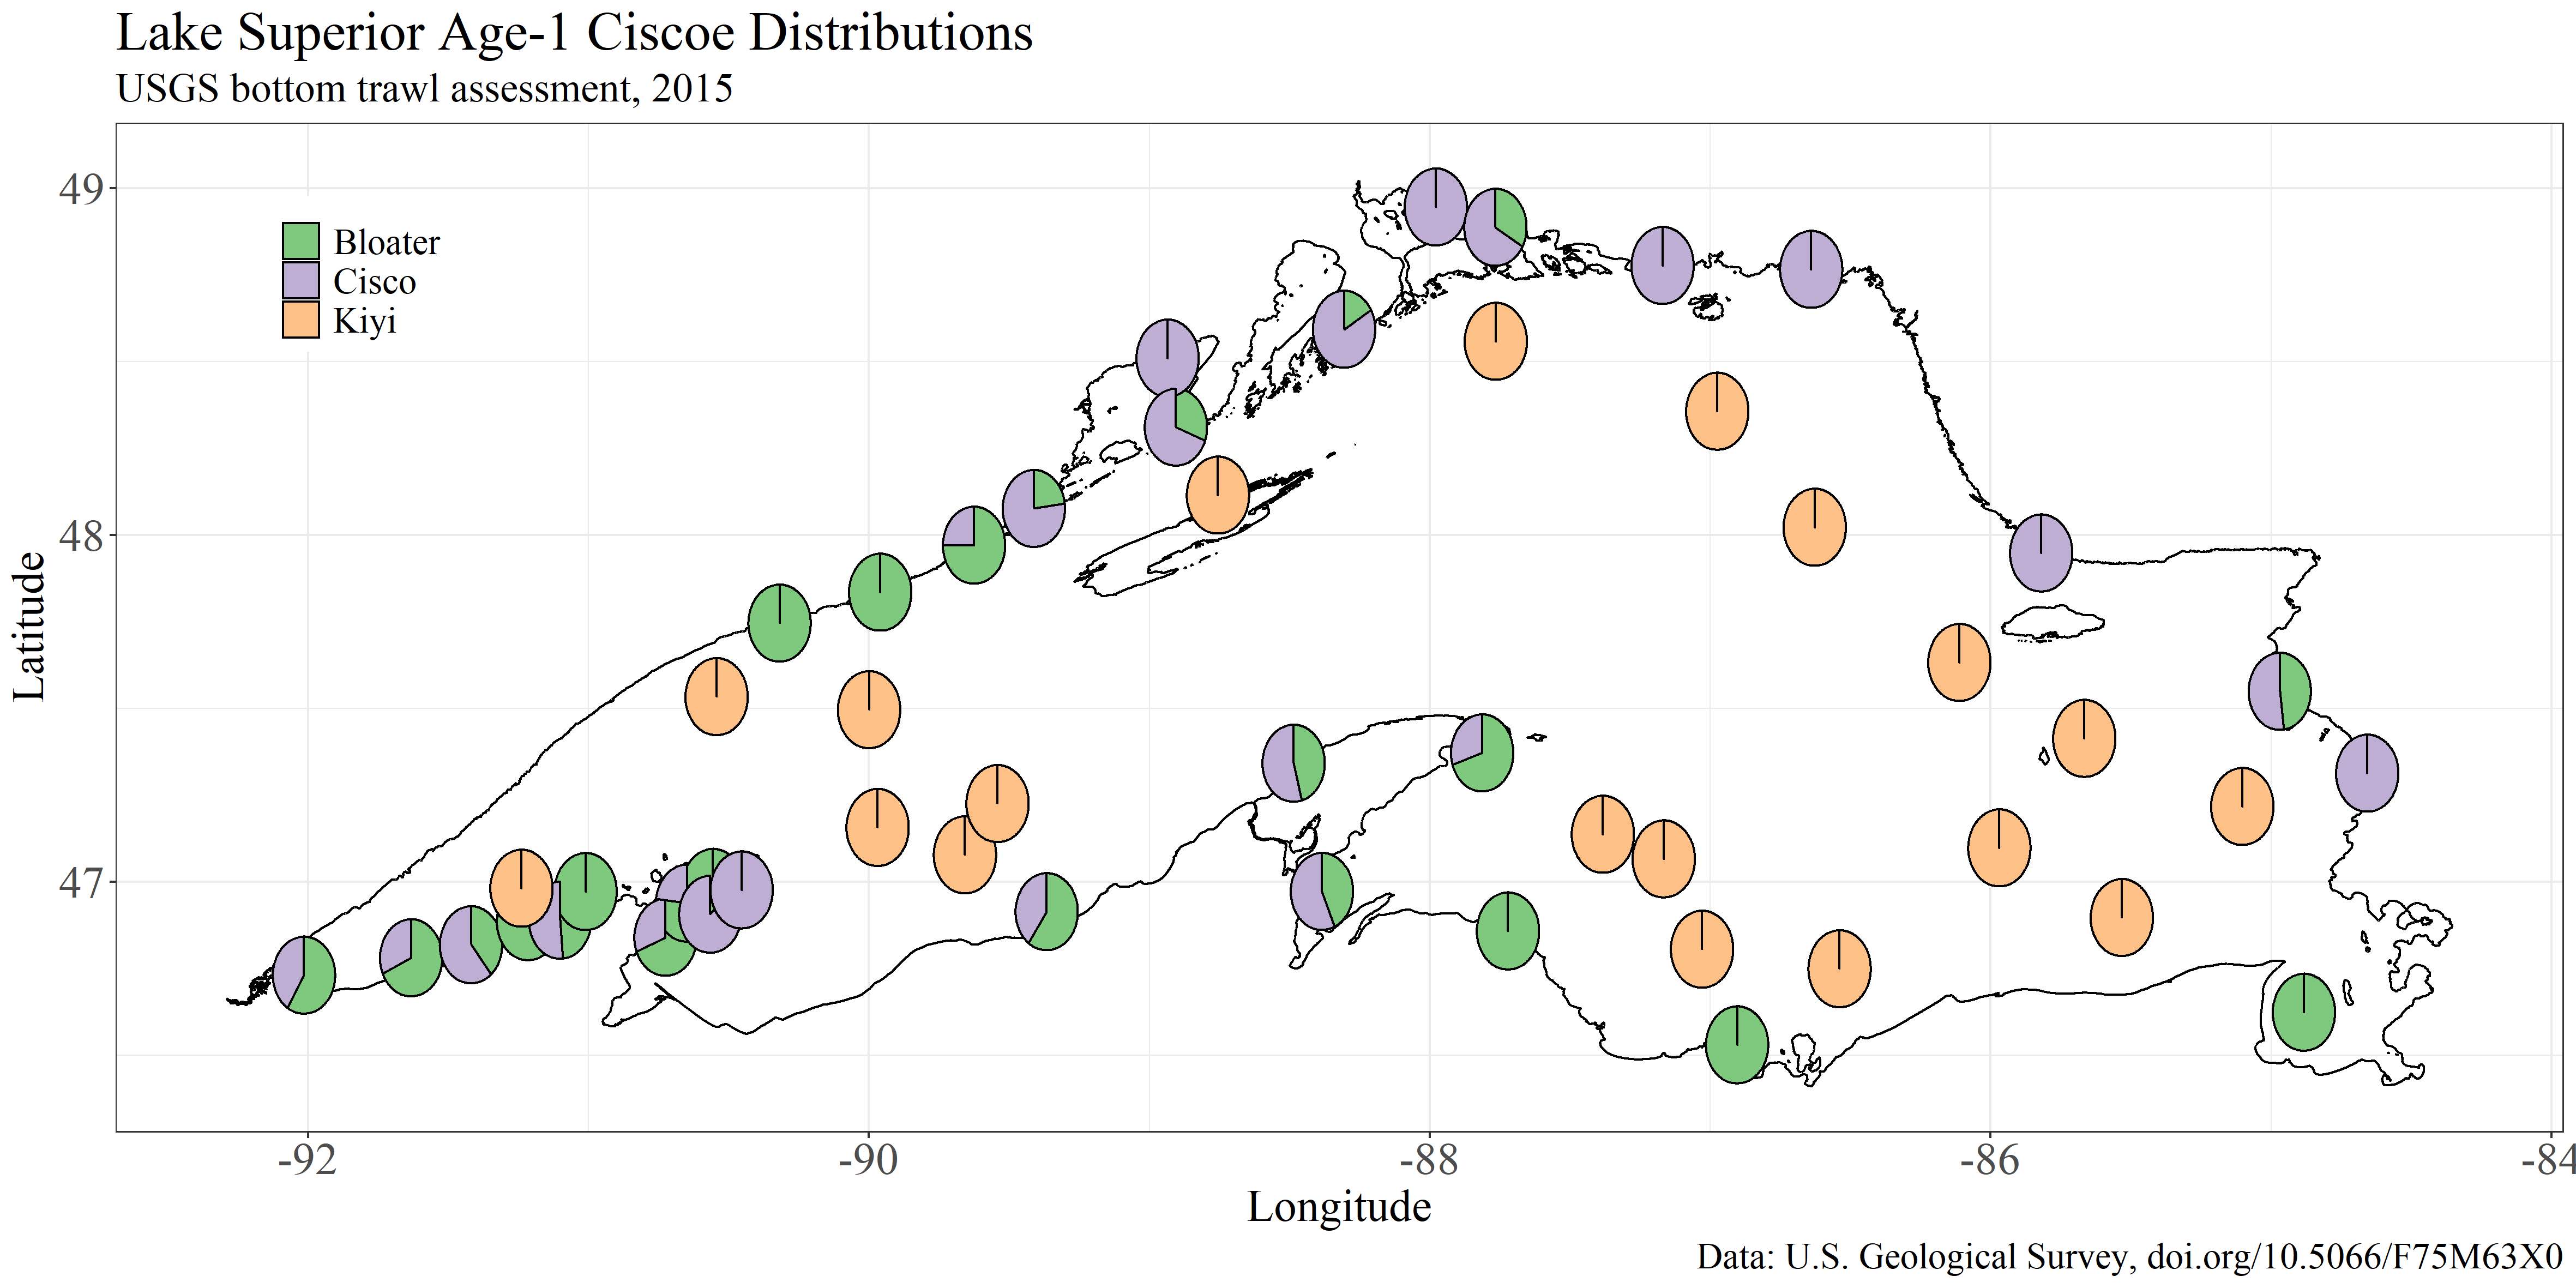 Lake Superior Age-1 Ciscoe Distributions
USGS bottom trawl assessment, 2015
Bloater
Cisco
Kiyi
49
48
47
Latitude
-92 -90 -88 -86 -84
Longitude
Data: U.S. Geological Survey, doi.org/10.5066/F75M63X0